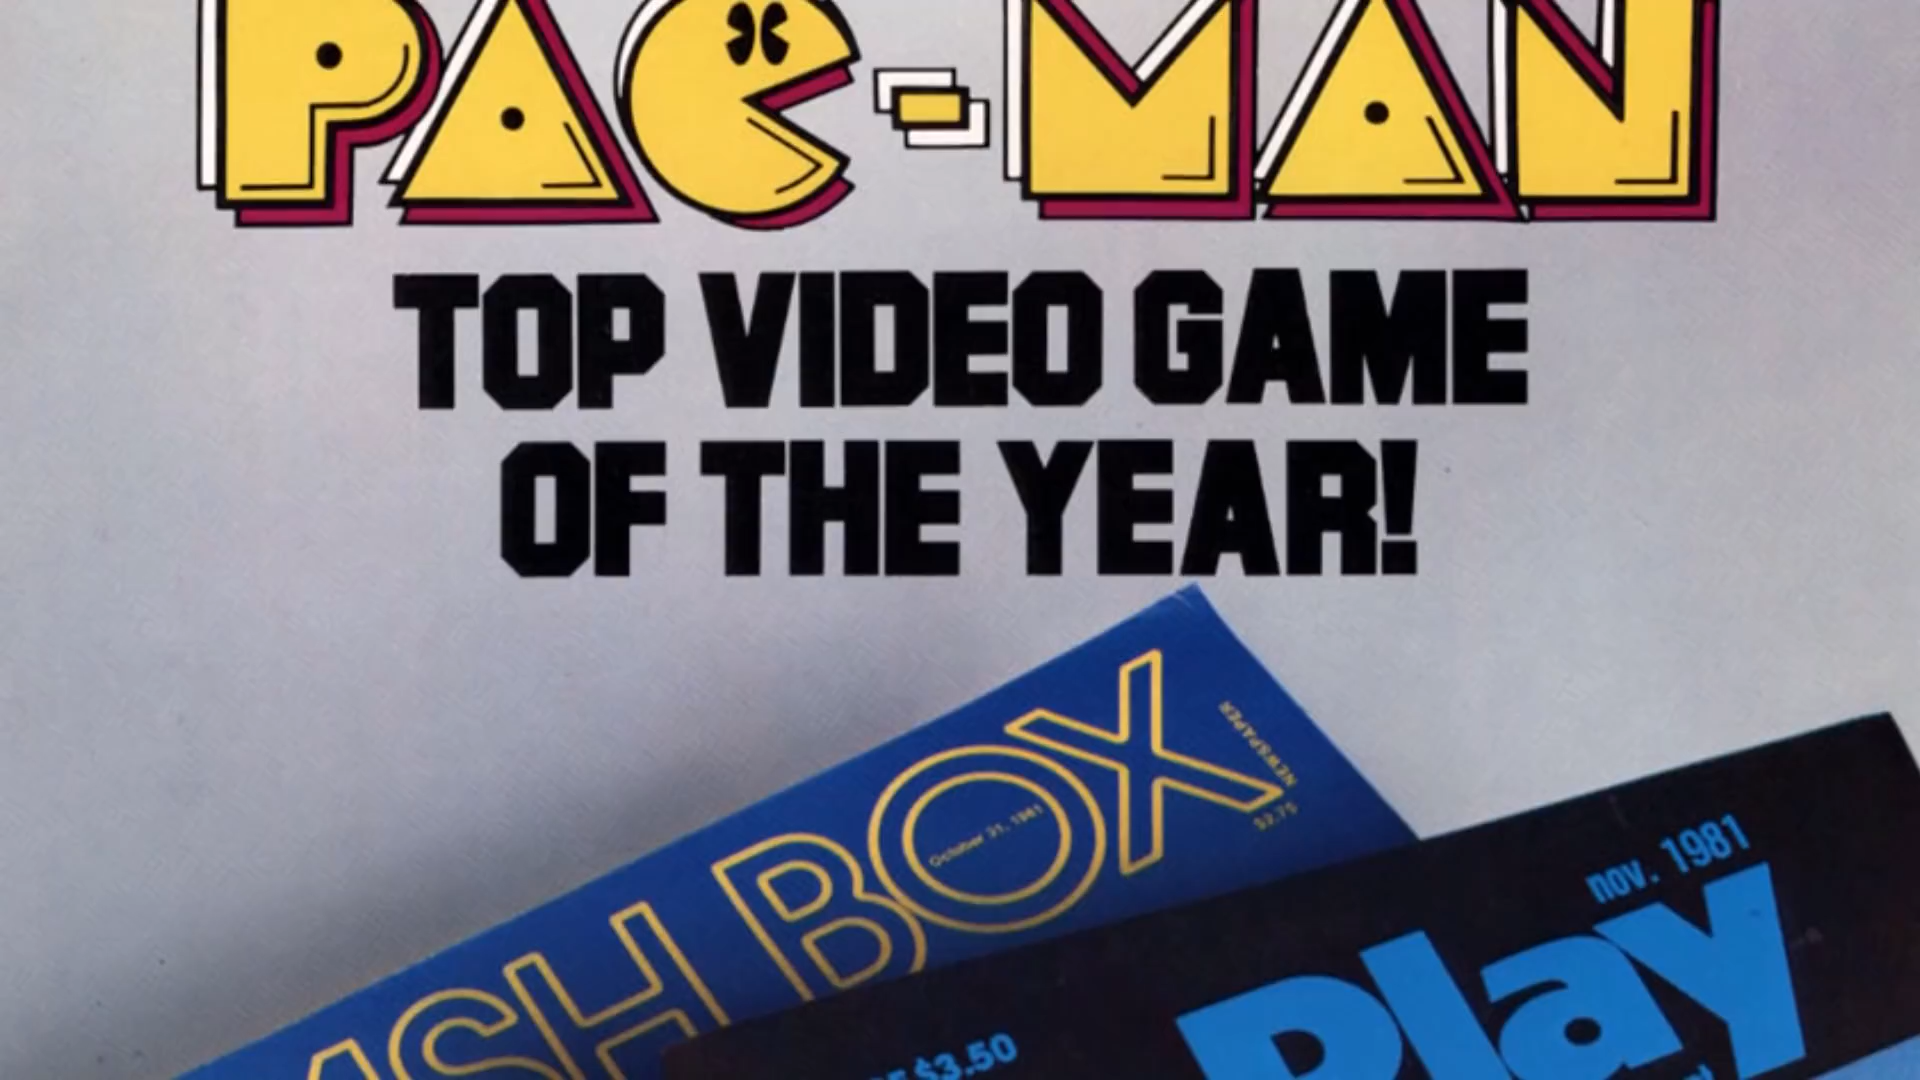 PAC-MAN
TOP VIDEO GAME
OF THE YEAR!
BOX
NEWSPAPER
$2.75
October 31, 1981
nov. 1981
Play
$3.50